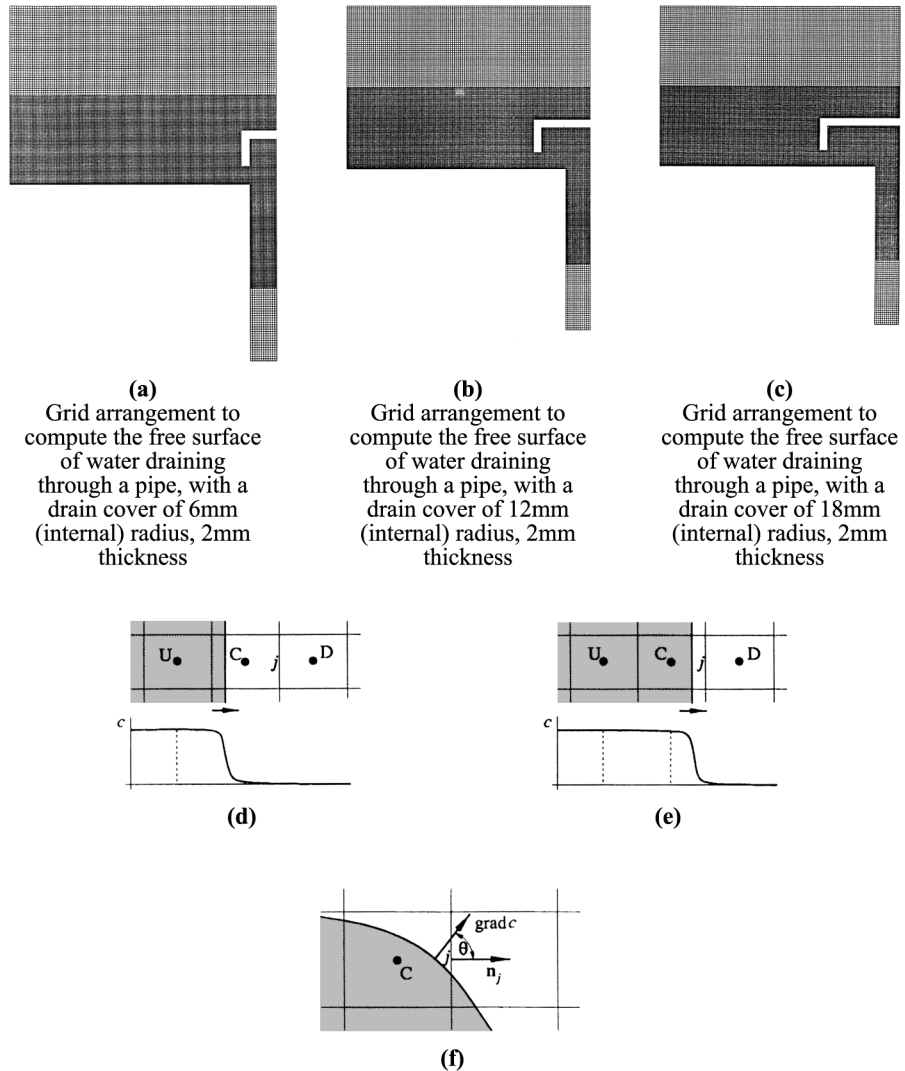 (a)
Grid arrangement to
compute the free surface
of water draining
through a pipe, with a
drain cover of 6mm
(internal) radius, 2mm
thickness
(b)
Grid arrangement to
compute the free surface
of water draining
through a pipe, with a
drain cover of 12mm
(internal) radius, 2mm
thickness
(c)
Grid arrangement to
compute the free surface
of water draining
through a pipe, with a
drain cover of 18mm
(internal) radius, 2mm
thickness
U C j D
c
(d)
U C j D
c
(e)
grad c
θ
j
C
n_j
(f)